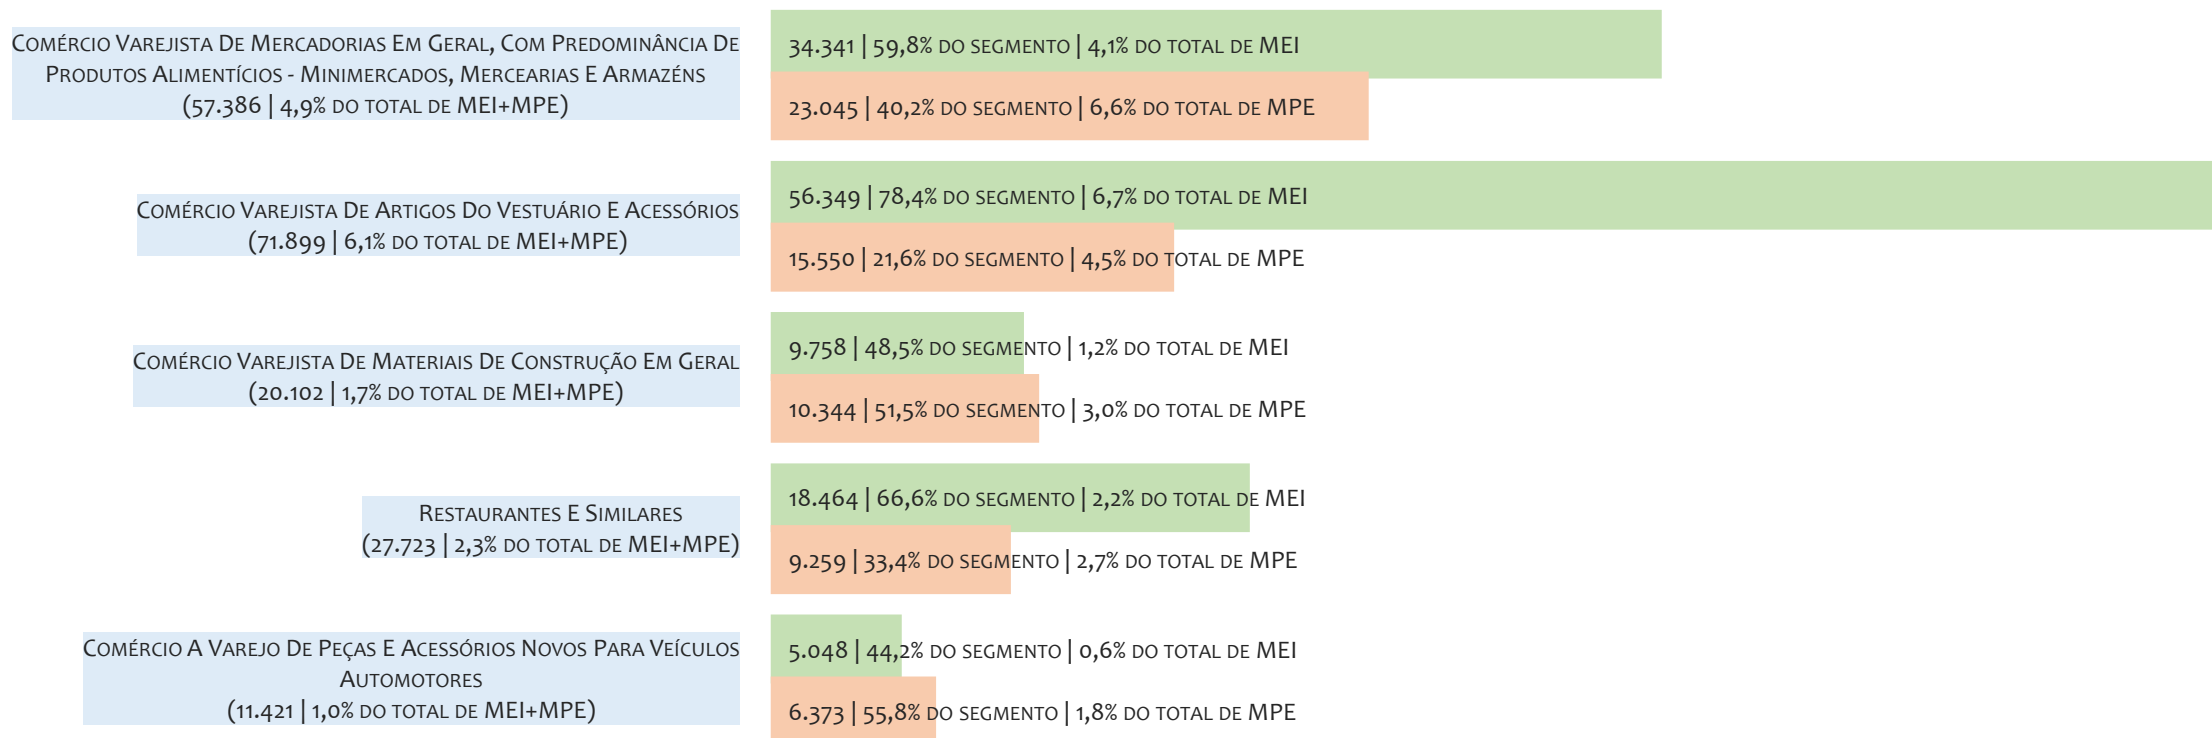 Comércio Varejista De Mercadorias Em Geral, Com Predominância De
Produtos Alimentícios - Minimercados, Mercearias E Armazéns
(57.386 | 4,9% do total de MEI+MPE)
34.341 | 59,8% do segmento | 4,1% do total de MEI
23.045 | 40,2% do segmento | 6,6% do total de MPE
Comércio Varejista De Artigos Do Vestuário E Acessórios
(71.899 | 6,1% do total de MEI+MPE)
56.349 | 78,4% do segmento | 6,7% do total de MEI
15.550 | 21,6% do segmento | 4,5% do total de MPE
Comércio Varejista De Materiais De Construção Em Geral
(20.102 | 1,7% do total de MEI+MPE)
9.758 | 48,5% do segmento | 1,2% do total de MEI
10.344 | 51,5% do segmento | 3,0% do total de MPE
Restaurantes E Similares
(27.723 | 2,3% do total de MEI+MPE)
18.464 | 66,6% do segmento | 2,2% do total de MEI
9.259 | 33,4% do segmento | 2,7% do total de MPE
Comércio A Varejo De Peças E Acessórios Novos Para Veículos
Automotores
(11.421 | 1,0% do total de MEI+MPE)
5.048 | 44,2% do segmento | 0,6% do total de MEI
6.373 | 55,8% do segmento | 1,8% do total de MPE